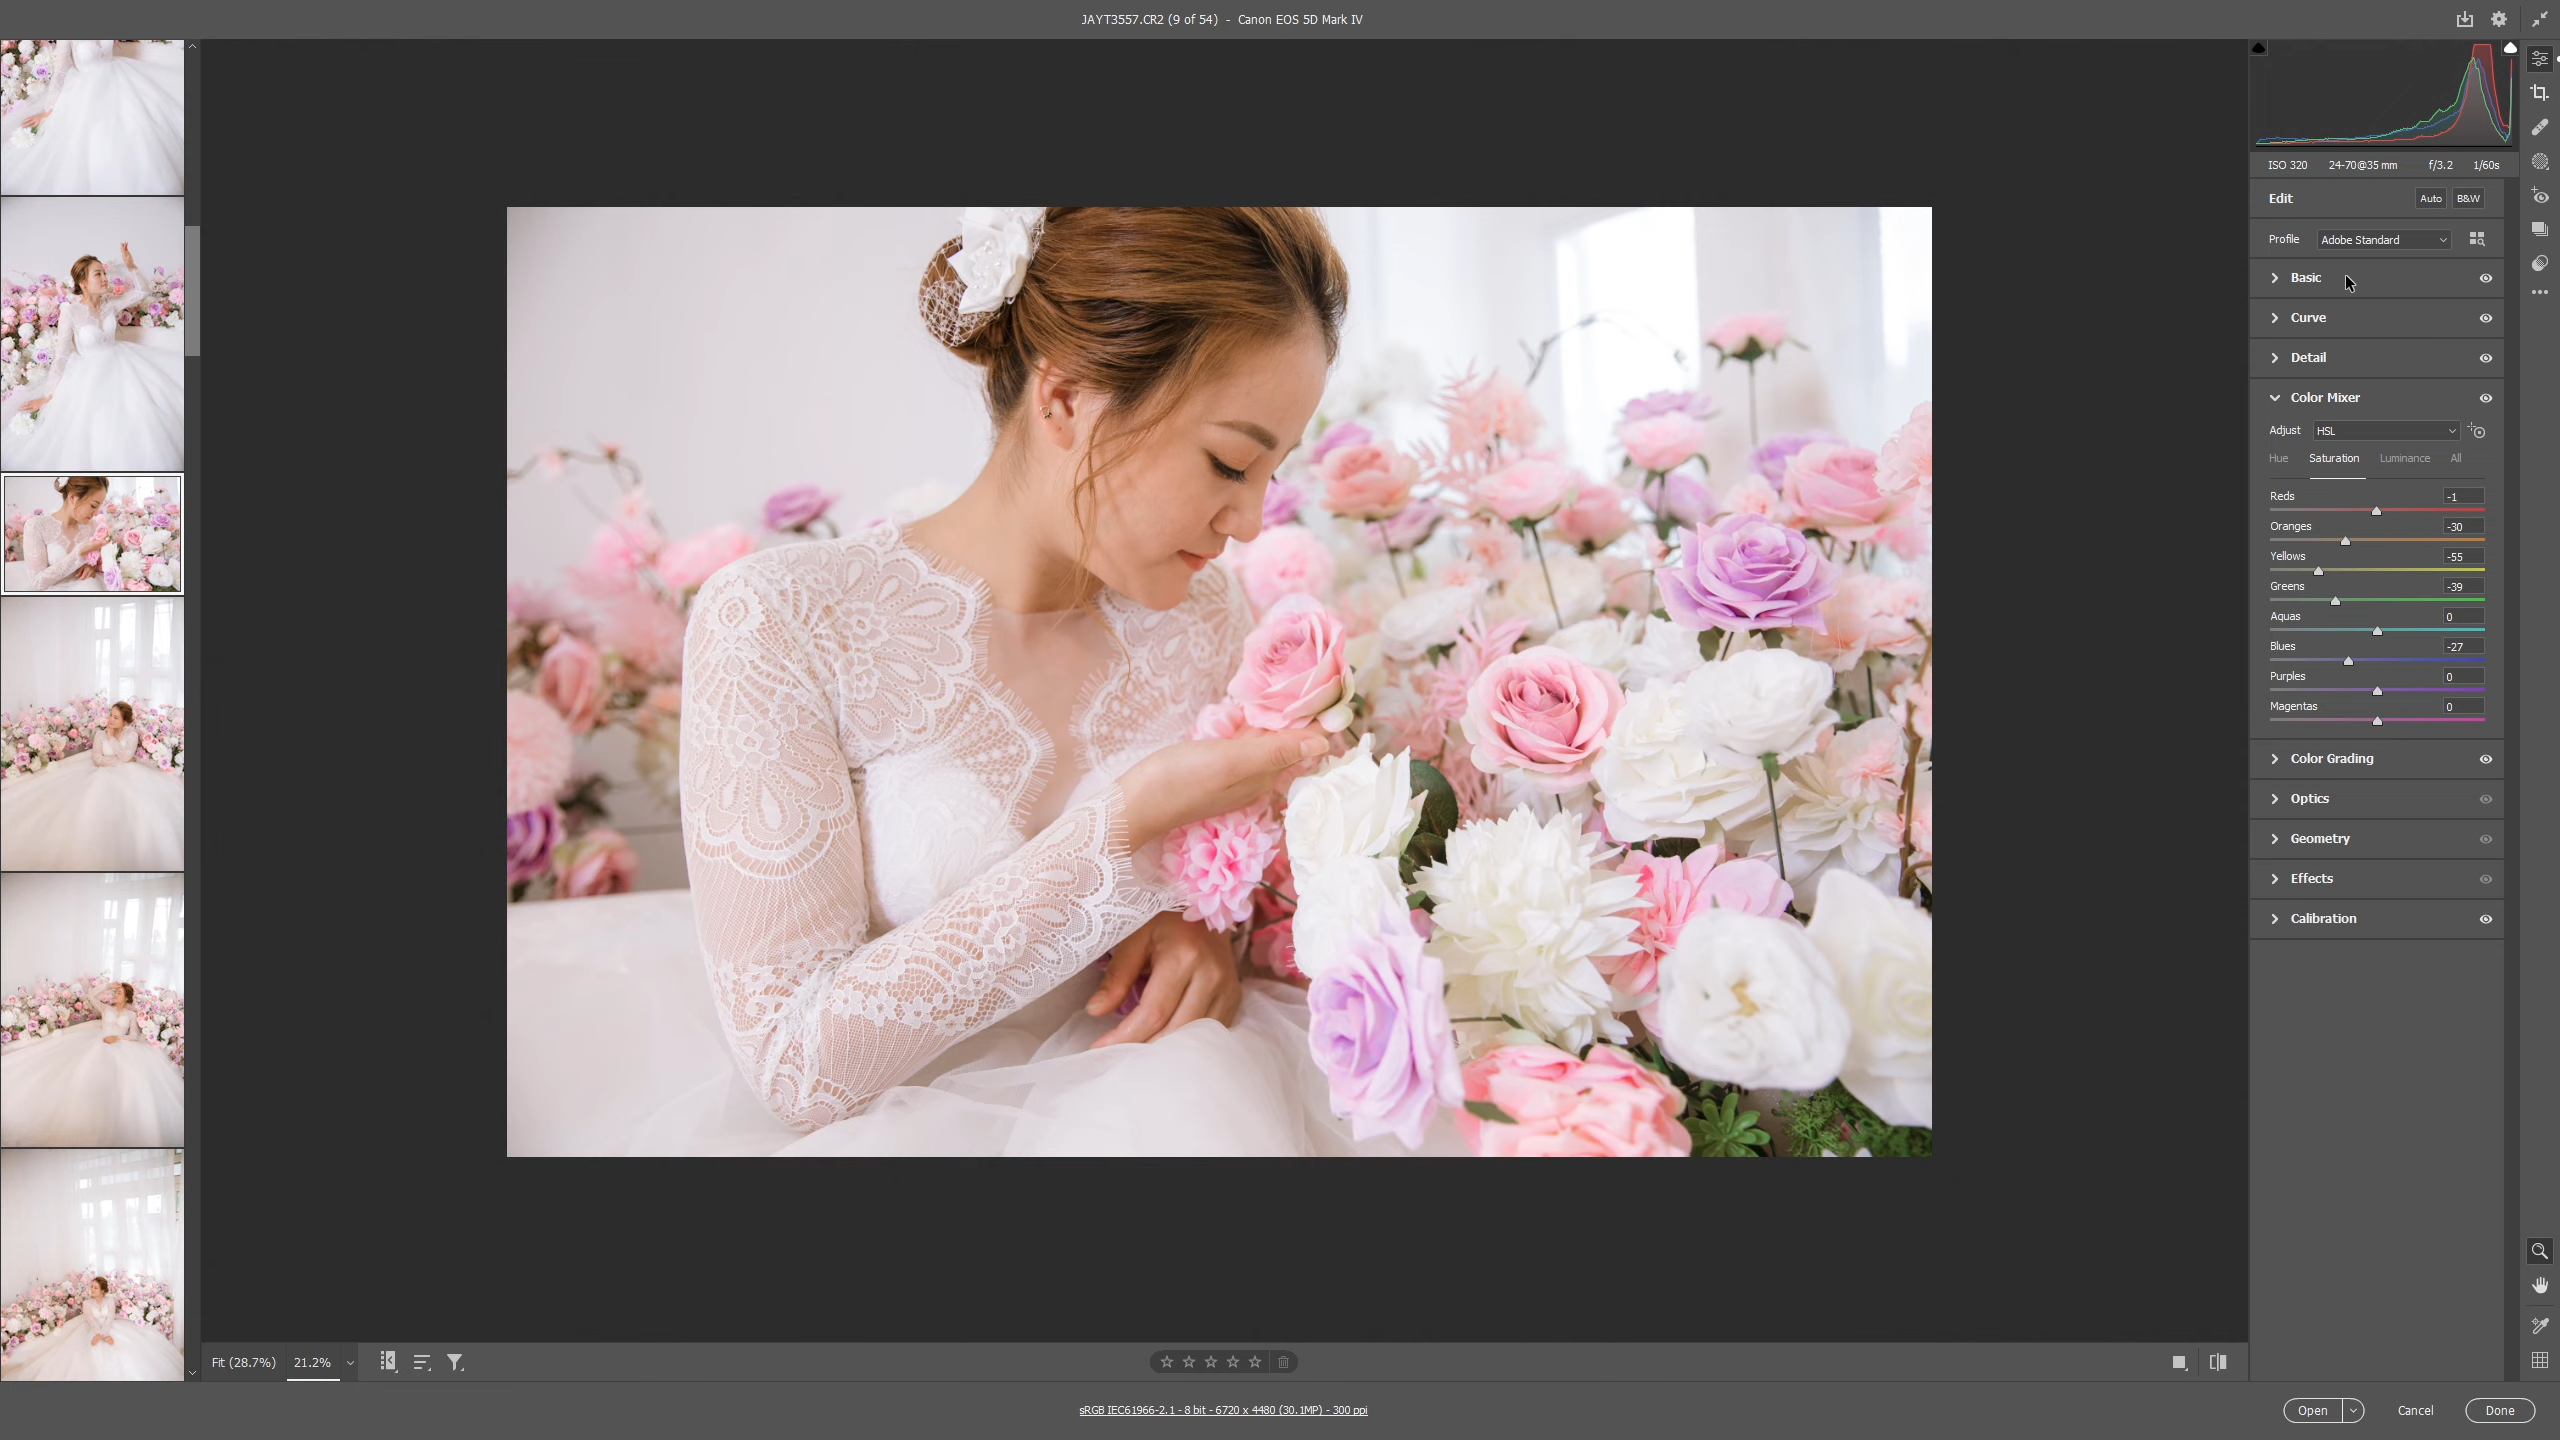 JAYT3557.CR2 (9 of 54)  -  Canon EOS 5D Mark IV
ISO 320 24-70@35 mm f/3.2 1/60s
Edit Auto B&W
Profile Adobe Standard
Basic
Curve
Detail
Color Mixer
Adjust HSL
Hue Saturation Luminance All
Reds -1
Oranges -30
Yellows -55
Greens -39
Aquas 0
Blues -27
Purples 0
Magentas 0
Color Grading
Optics
Geometry
Effects
Calibration
Fit (28.7%) 21.2%
sRGB IEC61966-2.1 - 8 bit - 6720 x 4480 (30.1MP) - 300 ppi
Open Cancel Done